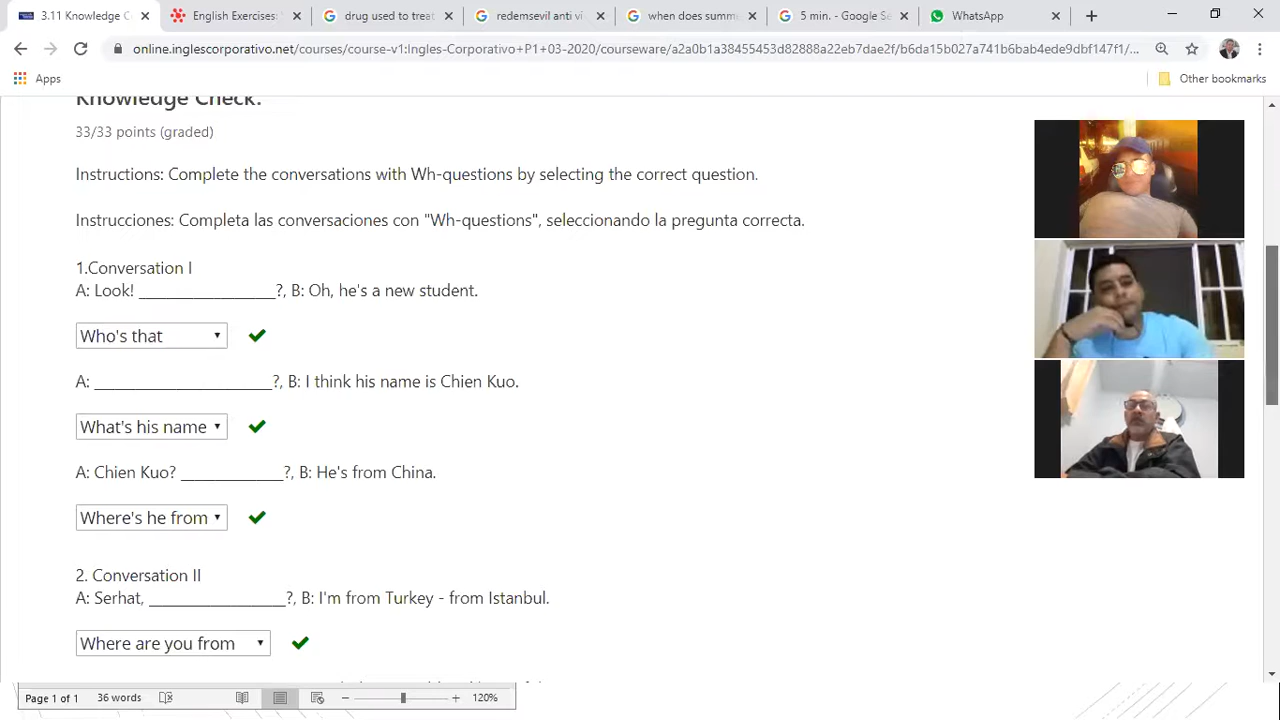 3.11 Knowledge C
English Exercises:
drug used to treat
redemsevil anti vi
when does summ
5 min. - Google Se
WhatsApp
online.inglescorporativo.net/courses/course-v1:Ingles-Corporativo+P1+03-2020/courseware/a2a0b1a38455453d82888a22eb7dae2f/b6da15b027a741b6bab4ede9dbf147f1/...
Apps
Other bookmarks
Knowledge Check.
33/33 points (graded)
Instructions: Complete the conversations with Wh-questions by selecting the correct question.
Instrucciones: Completa las conversaciones con "Wh-questions", seleccionando la pregunta correcta.
1.Conversation I
A: Look! __________________?, B: Oh, he's a new student.
Who's that
A: _______________________?, B: I think his name is Chien Kuo.
What's his name
A: Chien Kuo? _____________?, B: He's from China.
Where's he from
2. Conversation II
A: Serhat, __________________?, B: I'm from Turkey - from Istanbul.
Where are you from
Page 1 of 1
36 words
120%